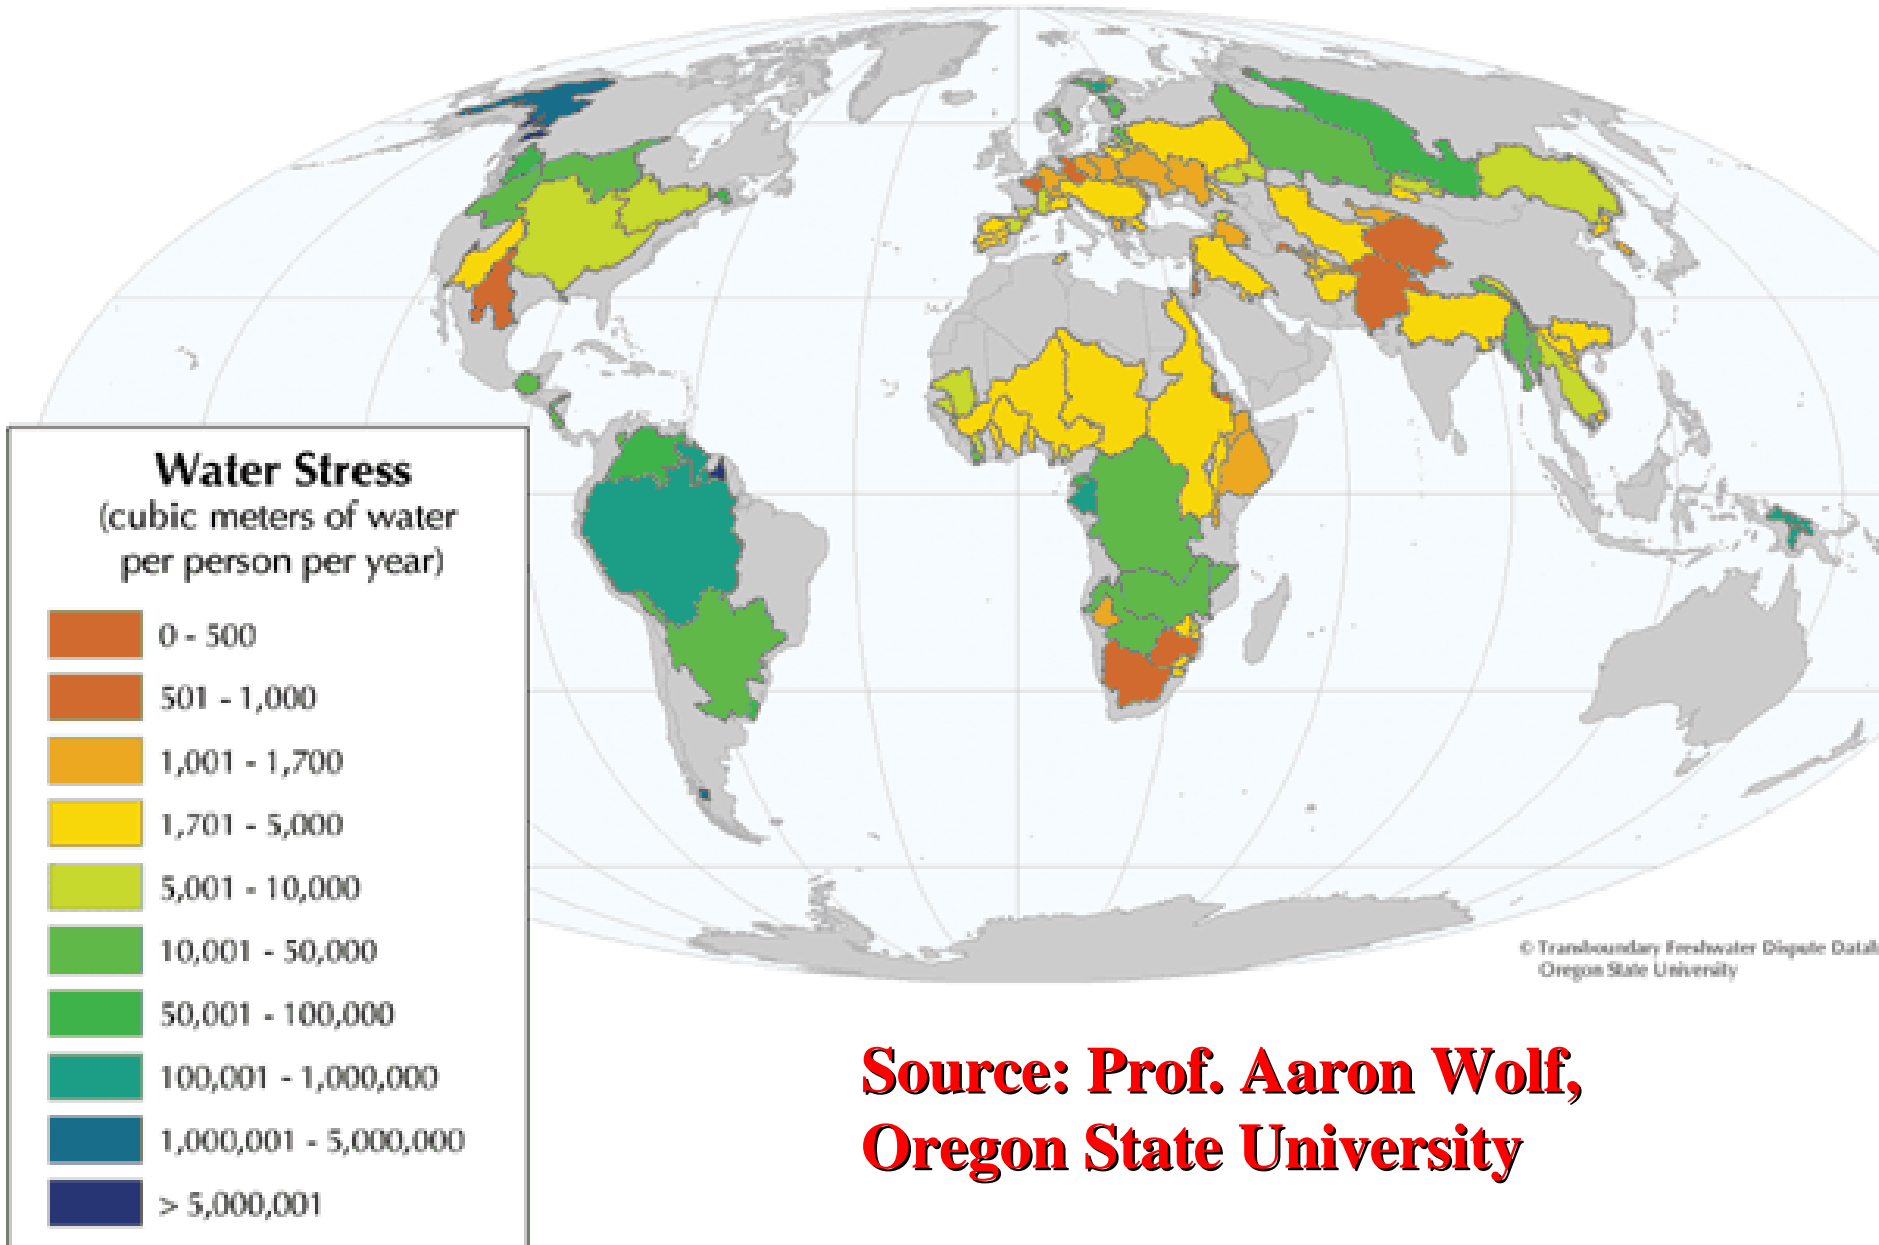 Water Stress
(cubic meters of water
per person per year)
0 - 500
501 - 1,000
1,001 - 1,700
1,701 - 5,000
5,001 - 10,000
10,001 - 50,000
50,001 - 100,000
100,001 - 1,000,000
1,000,001 - 5,000,000
> 5,000,001
© Transboundary Freshwater Dispute
Oregon State University
Source: Prof. Aaron Wolf,
Oregon State University